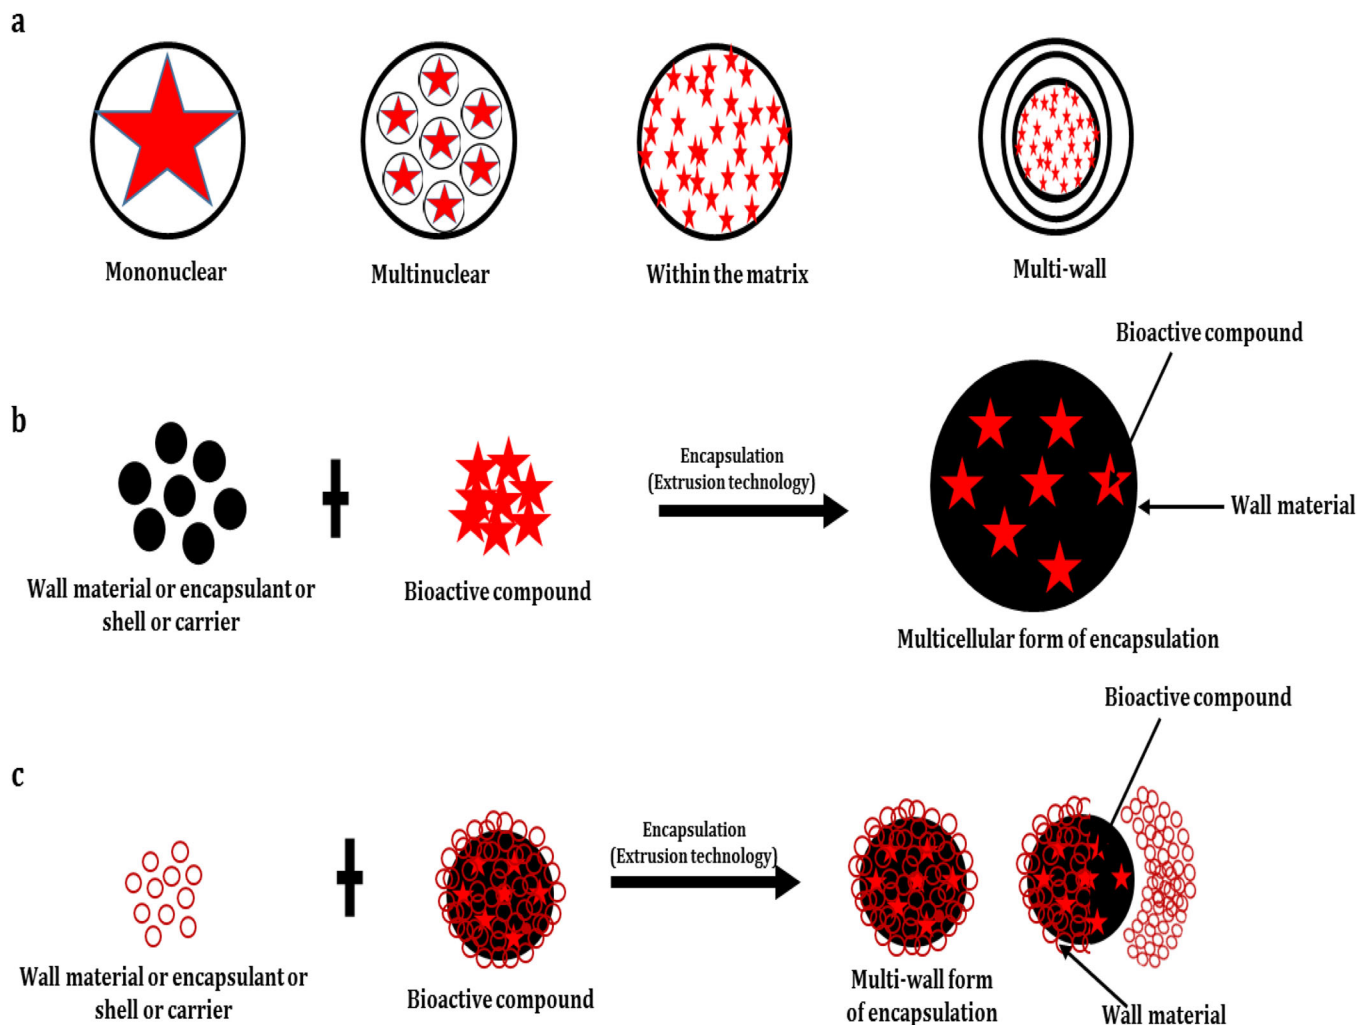 a
Mononuclear
Multinuclear
Within the matrix
Multi-wall
b
Wall material or encapsulant or
shell or carrier
Bioactive compound
Encapsulation
(Extrusion technology)
Bioactive compound
Wall material
Multicellular form of encapsulation
c
Wall material or encapsulant or
shell or carrier
Bioactive compound
Encapsulation
(Extrusion technology)
Multi-wall form
of encapsulation
Bioactive compound
Wall material